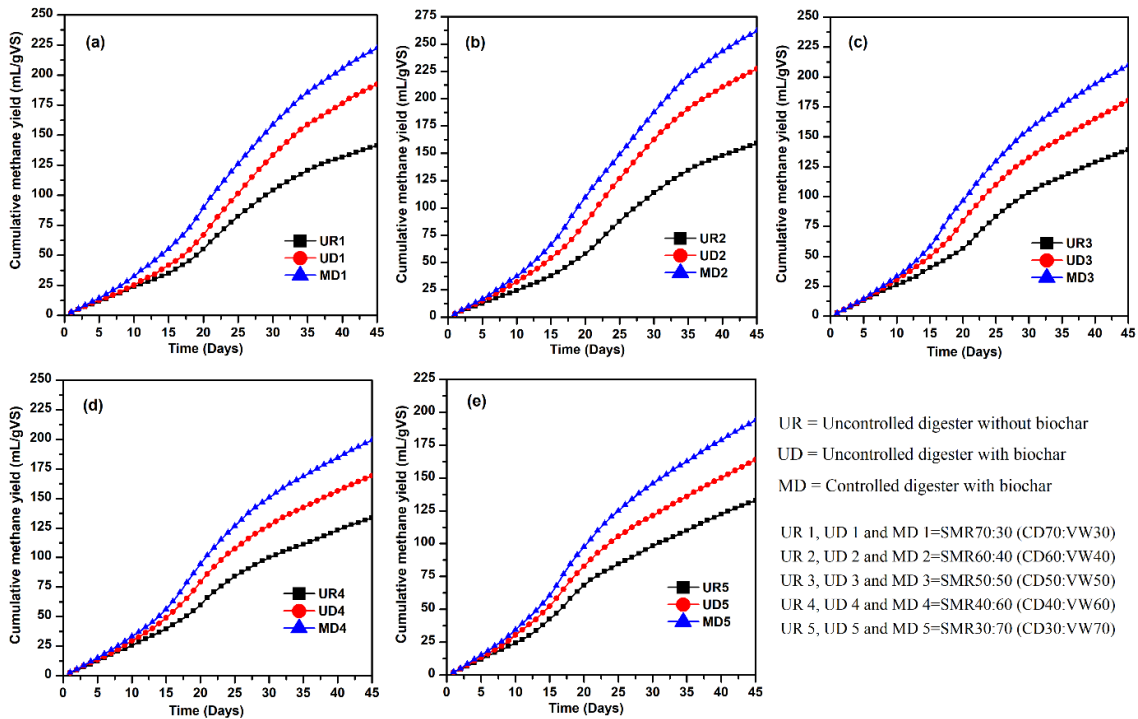 (a)
Cumulative methane yield (mL/gVS)
250
225
200
175
150
125
100
75
50
25
0
UR1
UD1
MD1
0 5 10 15 20 25 30 35 40 45
Time (Days)
(b)
Cumulative methane yield (mL/gVS)
275
250
225
200
175
150
125
100
75
50
25
0
UR2
UD2
MD2
0 5 10 15 20 25 30 35 40 45
Time (Days)
(c)
Cumulative methane yield (mL/gVS)
250
225
200
175
150
125
100
75
50
25
0
UR3
UD3
MD3
0 5 10 15 20 25 30 35 40 45
Time (Days)
(d)
Cumulative methane yield (mL/gVS)
250
225
200
175
150
125
100
75
50
25
0
UR4
UD4
MD4
0 5 10 15 20 25 30 35 40 45
Time (Days)
(e)
Cumulative methane yield (mL/gVS)
225
200
175
150
125
100
75
50
25
0
UR5
UD5
MD5
0 5 10 15 20 25 30 35 40 45
Time (Days)
UR = Uncontrolled digester without biochar
UD = Uncontrolled digester with biochar
MD = Controlled digester with biochar
UR 1, UD 1 and MD 1=SMR70:30 (CD70:VW30)
UR 2, UD 2 and MD 2=SMR60:40 (CD60:VW40)
UR 3, UD 3 and MD 3=SMR50:50 (CD50:VW50)
UR 4, UD 4 and MD 4=SMR40:60 (CD40:VW60)
UR 5, UD 5 and MD 5=SMR30:70 (CD30:VW70)